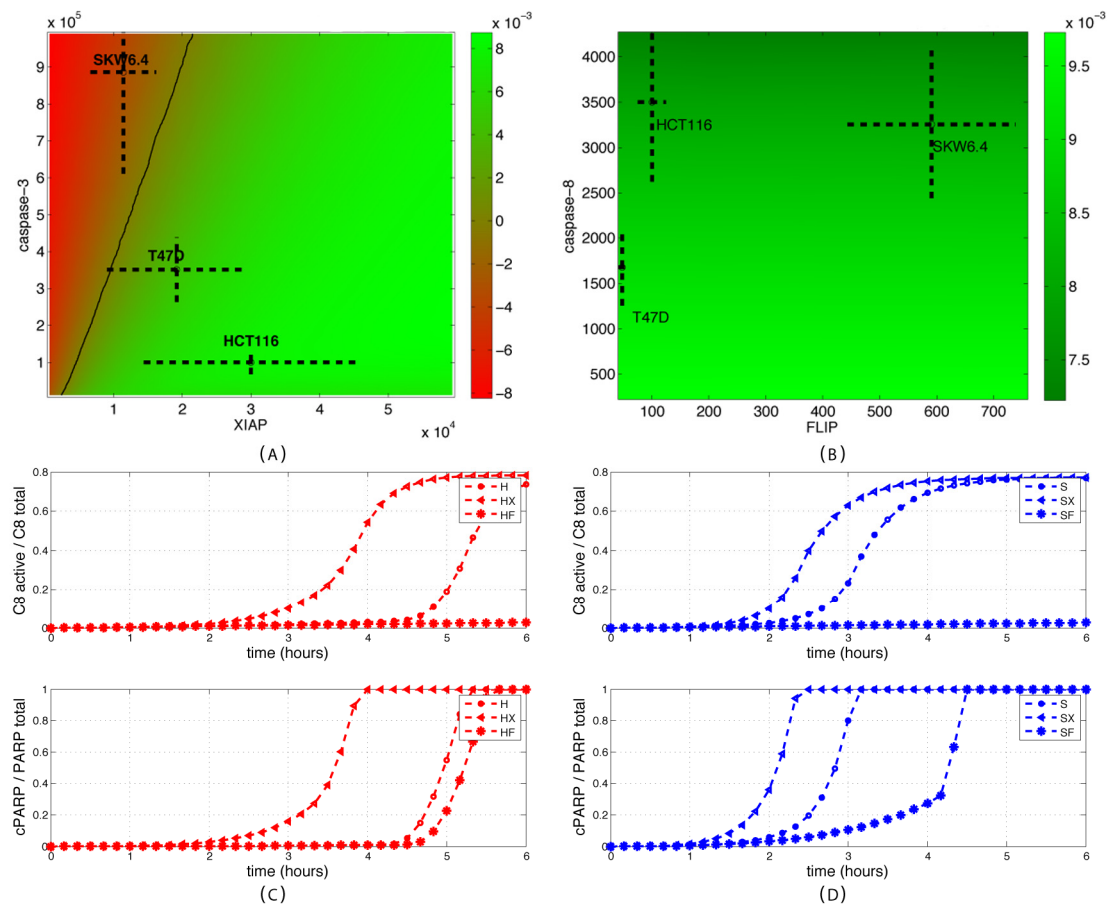 x 10⁵
x 10⁻³
9
8
7
6
5
4
3
2
1
caspase-3
SKW6.4
T47D
HCT116
8
6
4
2
0
−2
−4
−6
−8
1
2
3
4
5
XIAP
x 10⁴
(A)
x 10⁻³
4000
3500
3000
2500
2000
1500
1000
500
caspase-8
HCT116
SKW6.4
T47D
9.5
9
8.5
8
7.5
100 200 300 400 500 600 700
FLIP
(B)
0.8
0.6
0.4
0.2
0
C8 active / C8 total
H
HX
HF
0 1 2 3 4 5 6
time (hours)
0.8
0.6
0.4
0.2
0
C8 active / C8 total
S
SX
SF
0 1 2 3 4 5 6
time (hours)
1
0.8
0.6
0.4
0.2
0
cPARP / PARP total
H
HX
HF
0 1 2 3 4 5 6
time (hours)
(C)
1
0.8
0.6
0.4
0.2
0
cPARP / PARP total
S
SX
SF
0 1 2 3 4 5 6
time (hours)
(D)